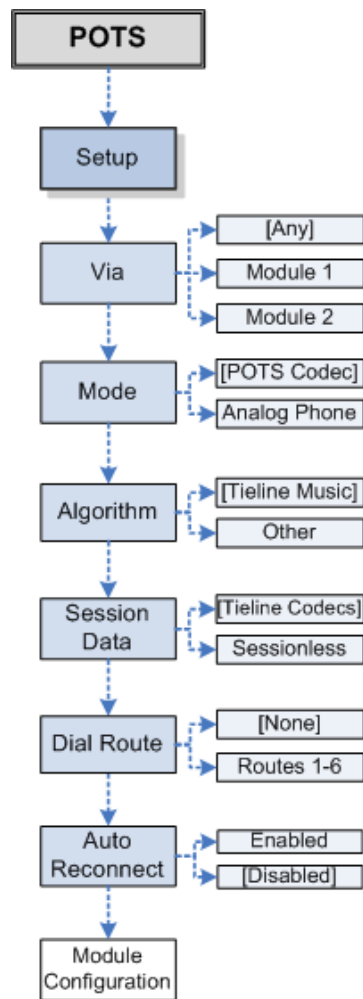 POTS
Setup
Via
[Any]
Module 1
Module 2
Mode
[POTS Codec]
Analog Phone
Algorithm
[Tieline Music]
Other
Session
Data
[Tieline Codecs]
Sessionless
Dial Route
[None]
Routes 1-6
Auto
Reconnect
Enabled
[Disabled]
Module
Configuration